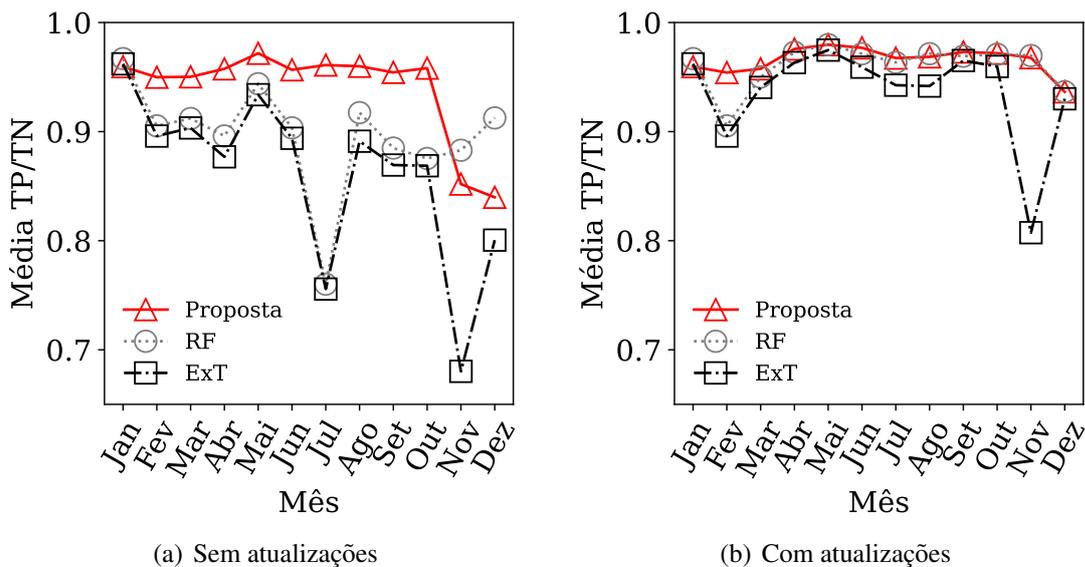 1.0
0.9
0.8
0.7
Média TP/TN
Proposta
RF
ExT
Jan Fev Mar Abr Mai Jun Jul Ago Set Out Nov Dez
Mês
(a) Sem atualizações
1.0
0.9
0.8
0.7
Média TP/TN
Proposta
RF
ExT
Jan Fev Mar Abr Mai Jun Jul Ago Set Out Nov Dez
Mês
(b) Com atualizações